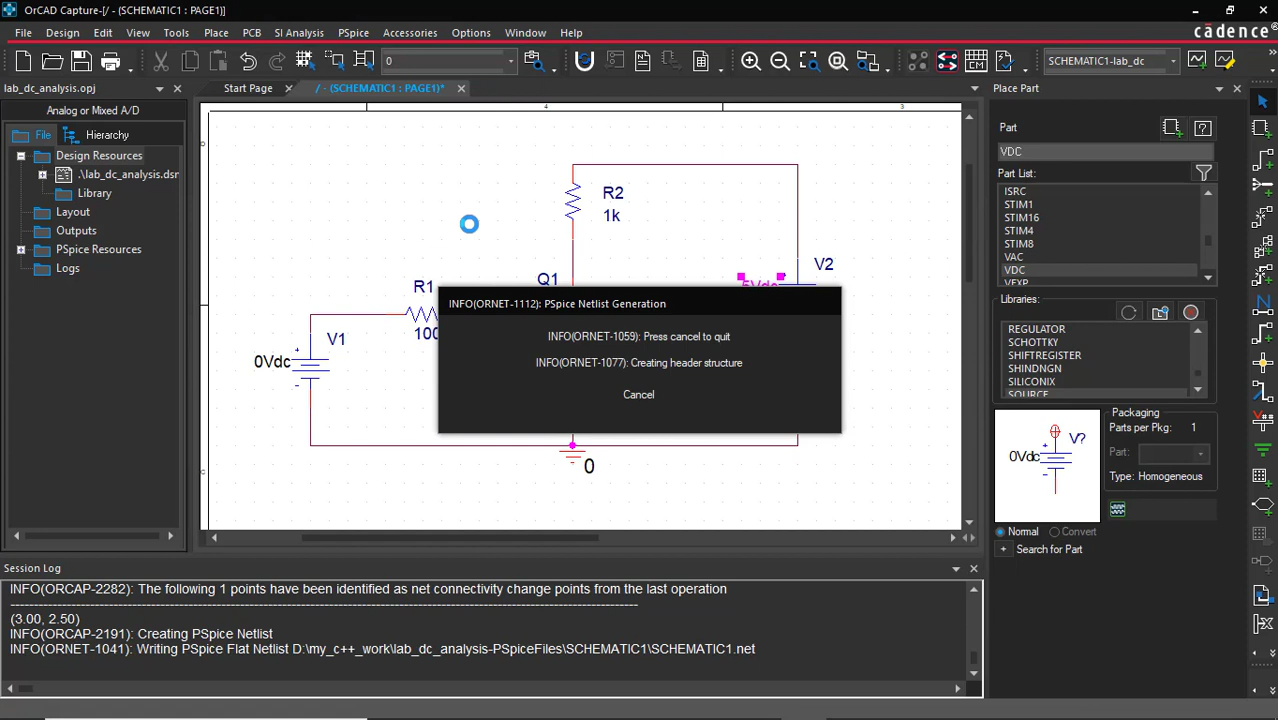 OrCAD Capture-[/ - (SCHEMATIC1 : PAGE1)]
File Design Edit View Tools Place PCB SI Analysis PSpice Accessories Options Window Help
cādence
0
SCHEMATIC1-lab_dc
lab_dc_analysis.opj
Start Page
/ - (SCHEMATIC1 : PAGE1)*
Place Part
Analog or Mixed A/D
File
Hierarchy
Design Resources
.\lab_dc_analysis.dsn
Library
Layout
Outputs
PSpice Resources
Logs
4
3
R2
1k
V2
R1
100
Q1
V1
0Vdc
+
-
5Vdc
0
INFO(ORNET-1112): PSpice Netlist Generation
INFO(ORNET-1059): Press cancel to quit
INFO(ORNET-1077): Creating header structure
Cancel
Part
VDC
Part List:
ISRC
STIM1
STIM16
STIM4
STIM8
VAC
VDC
VEXP
Libraries:
REGULATOR
SCHOTTKY
SHIFTREGISTER
SHINDNGN
SILICONIX
SOURCE
V?
0Vdc
+
-
Packaging
Parts per Pkg: 1
Part:
Type: Homogeneous
Normal
Convert
+ Search for Part
Session Log
INFO(ORCAP-2282): The following 1 points have been identified as net connectivity change points from the last operation
(3.00, 2.50)
INFO(ORCAP-2191): Creating PSpice Netlist
INFO(ORNET-1041): Writing PSpice Flat Netlist D:\my_c++_work\lab_dc_analysis-PSpiceFiles\SCHEMATIC1\SCHEMATIC1.net